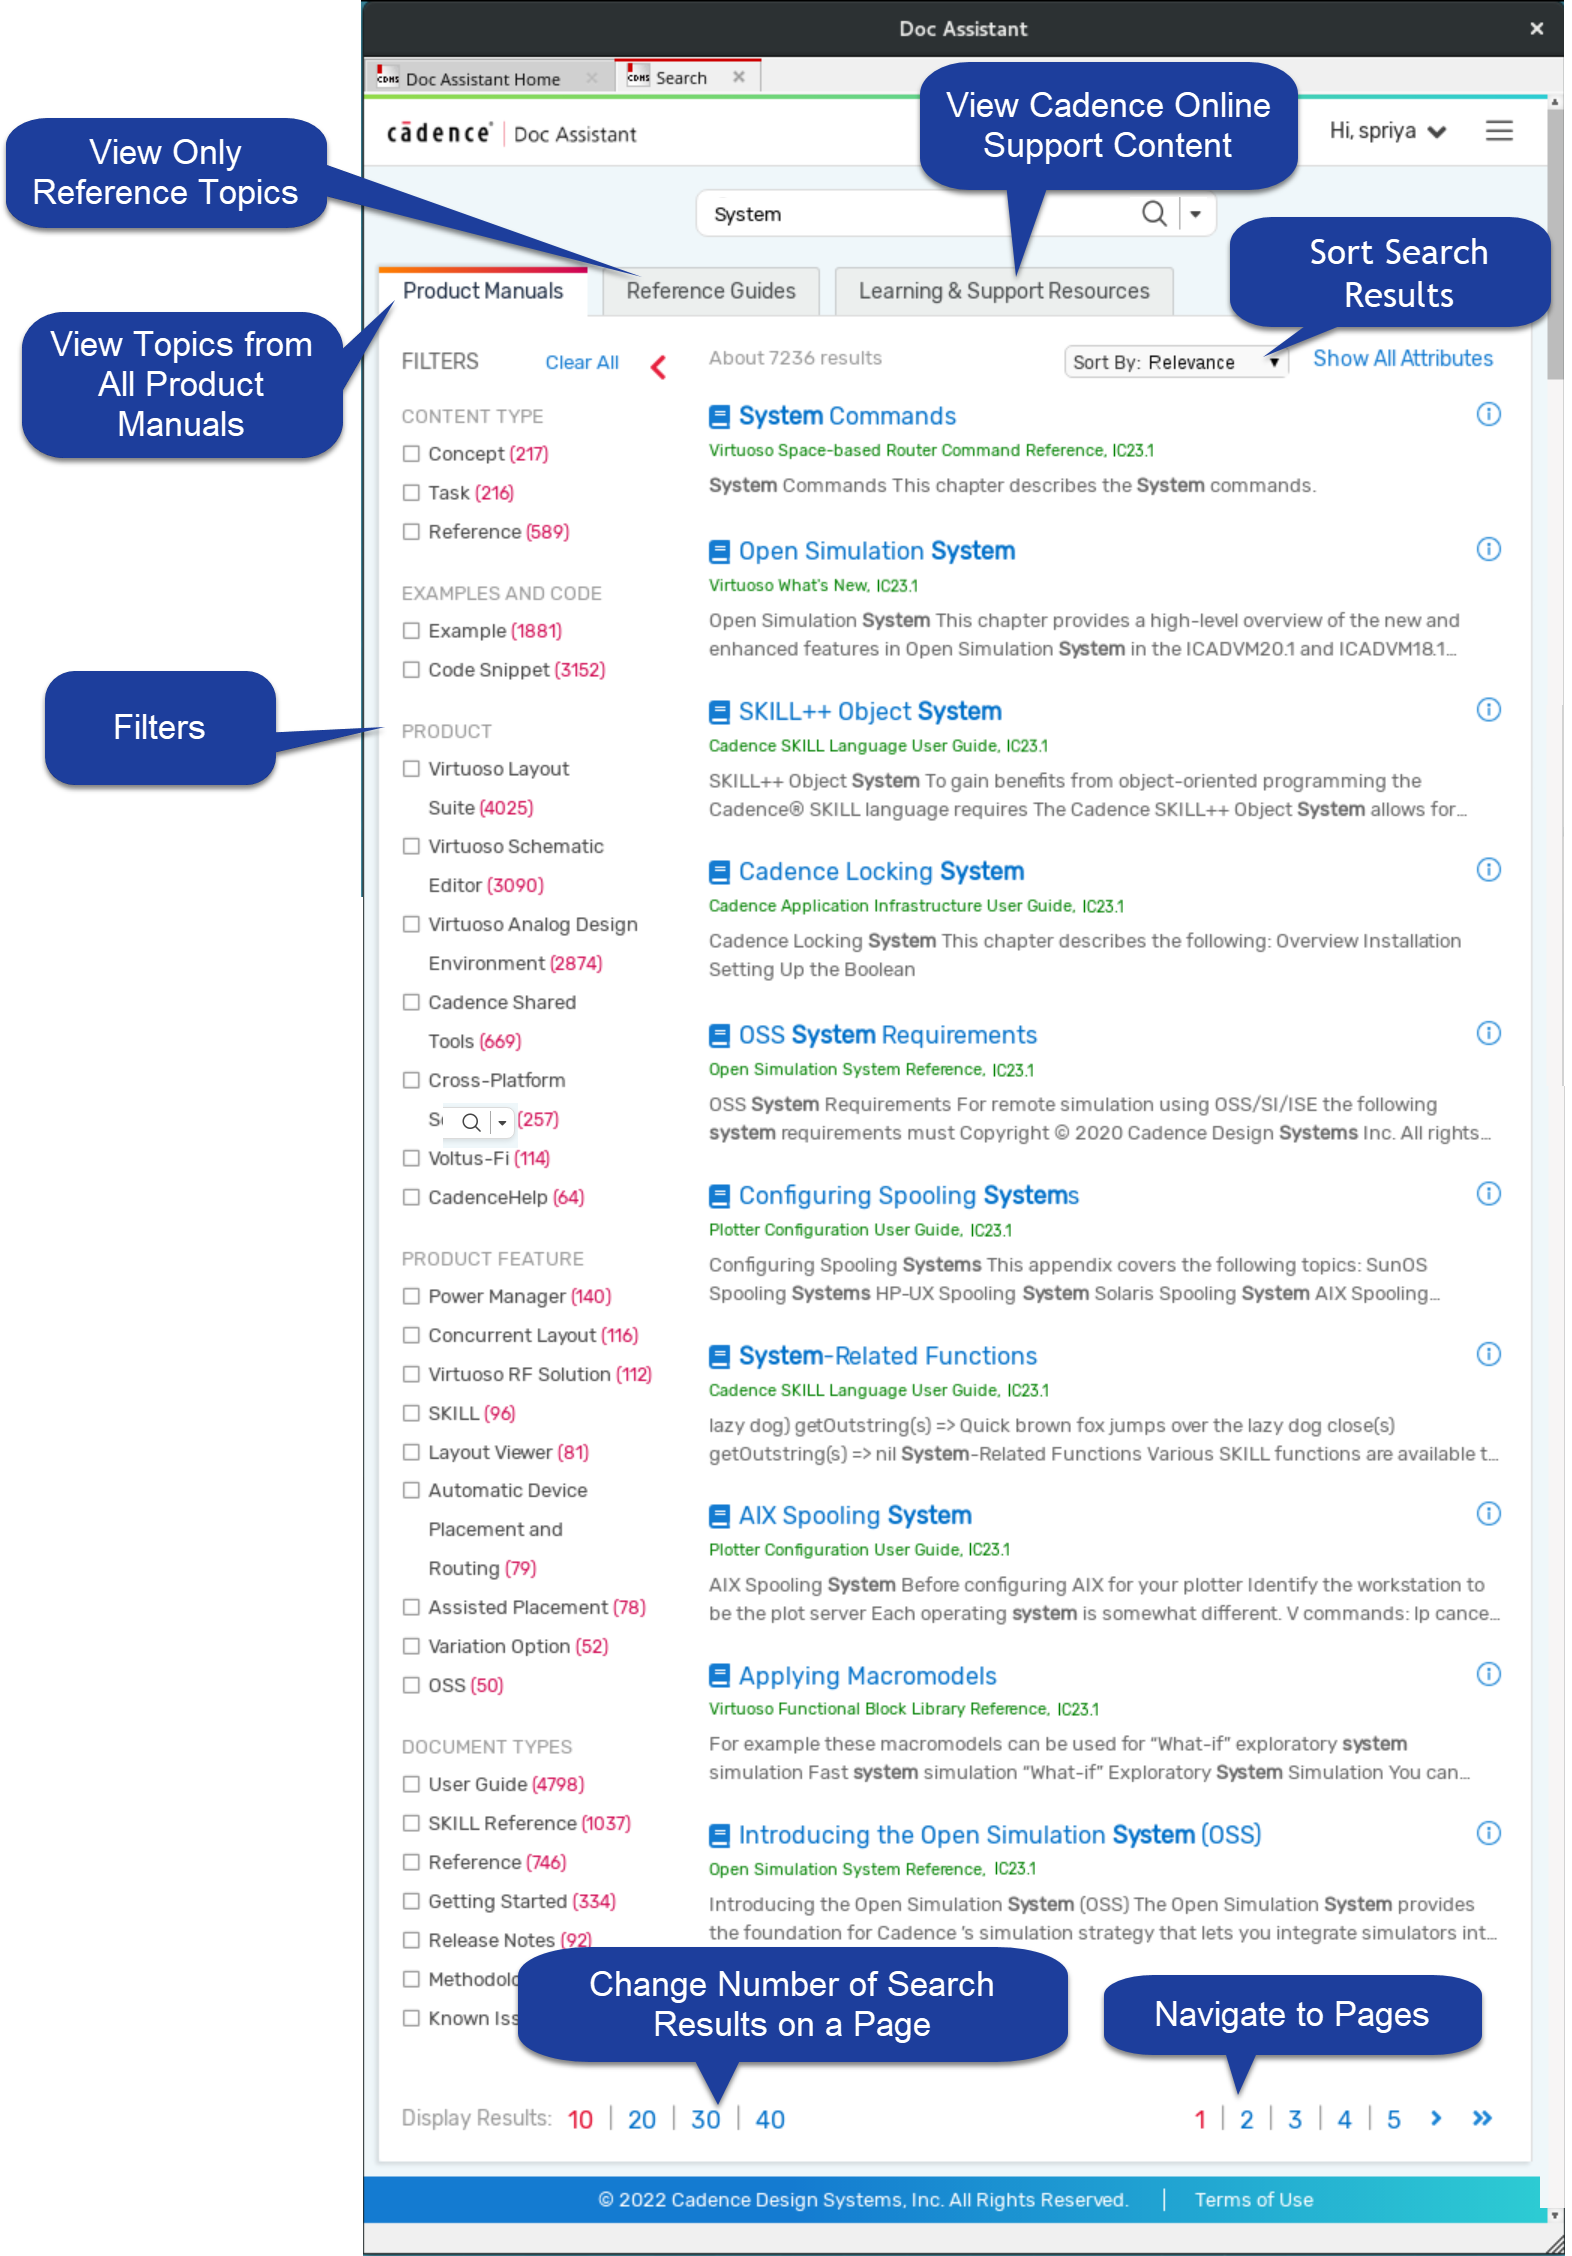 Doc Assistant
CDHS Doc Assistant Home
CDHS Search
View Cadence Online
Support Content
cādence | Doc Assistant
Hi, spriya
View Only
Reference Topics
System
Sort Search
Results
Product Manuals
Reference Guides
Learning & Support Resources
View Topics from
All Product
Manuals
FILTERS
Clear All
About 7236 results
Sort By: Relevance
Show All Attributes
CONTENT TYPE
Concept (217)
Task (216)
Reference (589)
EXAMPLES AND CODE
Example (1881)
Code Snippet (3152)
Filters
PRODUCT
Virtuoso Layout
Suite (4025)
Virtuoso Schematic
Editor (3090)
Virtuoso Analog Design
Environment (2874)
Cadence Shared
Tools (669)
Cross-Platform
(257)
Voltus-Fi (114)
CadenceHelp (64)
PRODUCT FEATURE
Power Manager (140)
Concurrent Layout (116)
Virtuoso RF Solution (112)
SKILL (96)
Layout Viewer (81)
Automatic Device
Placement and
Routing (79)
Assisted Placement (78)
Variation Option (52)
OSS (50)
DOCUMENT TYPES
User Guide (4798)
SKILL Reference (1037)
Reference (746)
Getting Started (334)
Release Notes (92)
Known
System Commands
Virtuoso Space-based Router Command Reference, IC23.1
System Commands This chapter describes the System commands.
Open Simulation System
Virtuoso What's New, IC23.1
Open Simulation System This chapter provides a high-level overview of the new and
enhanced features in Open Simulation System in the ICADVM20.1 and ICADVM18.1...
SKILL++ Object System
Cadence SKILL Language User Guide, IC23.1
SKILL++ Object System To gain benefits from object-oriented programming the
Cadence® SKILL language requires The Cadence SKILL++ Object System allows for...
Cadence Locking System
Cadence Application Infrastructure User Guide, IC23.1
Cadence Locking System This chapter describes the following: Overview Installation
Setting Up the Boolean
OSS System Requirements
Open Simulation System Reference, IC23.1
OSS System Requirements For remote simulation using OSS/SI/ISE the following
system requirements must Copyright © 2020 Cadence Design Systems Inc. All rights...
Configuring Spooling Systems
Plotter Configuration User Guide, IC23.1
Configuring Spooling Systems This appendix covers the following topics: SunOS
Spooling Systems HP-UX Spooling System Solaris Spooling System AIX Spooling...
System-Related Functions
Cadence SKILL Language User Guide, IC23.1
lazy dog) getOutstring(s) => Quick brown fox jumps over the lazy dog close(s)
getOutstring(s) => nil System-Related Functions Various SKILL functions are available t...
AIX Spooling System
Plotter Configuration User Guide, IC23.1
AIX Spooling System Before configuring AIX for your plotter Identify the workstation to
be the plot server Each operating system is somewhat different. V commands: lp cance...
Applying Macromodels
Virtuoso Functional Block Library Reference, IC23.1
For example these macromodels can be used for “What-if” exploratory system
simulation Fast system simulation “What-if” Exploratory System Simulation You can...
Introducing the Open Simulation System (OSS)
Open Simulation System Reference, IC23.1
Introducing the Open Simulation System (OSS) The Open Simulation System provides
the foundation for Cadence 's simulation strategy that lets you integrate simulators int...
Change Number of Search
Results on a Page
Navigate to Pages
Display Results: 10 | 20 | 30 | 40
1 | 2 | 3 | 4 | 5 > >>
© 2022 Cadence Design Systems, Inc. All Rights Reserved. | Terms of Use